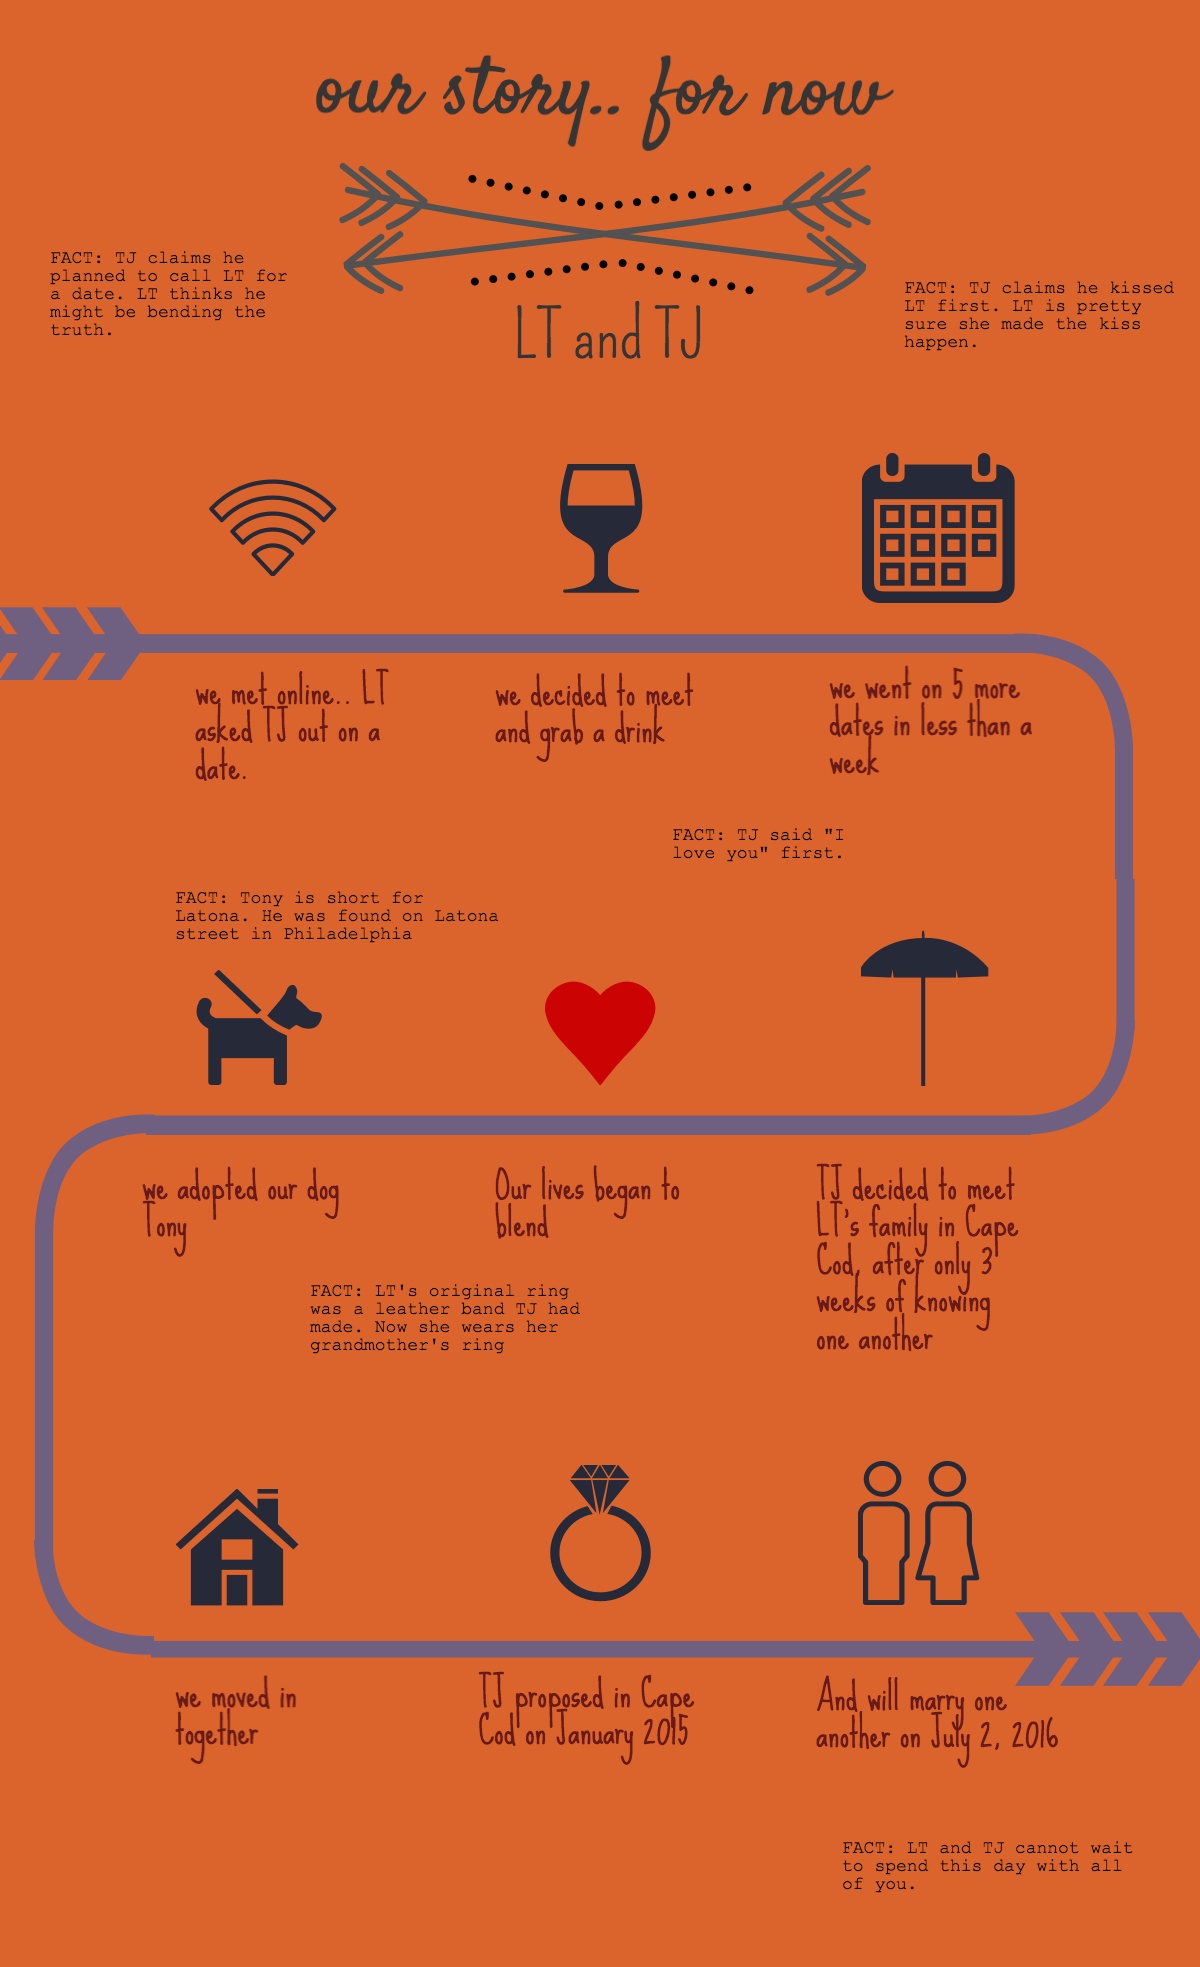 our story.. for now
FACT: TJ claims he
planned to call LT for
a date. LT thinks he
might be bending the
truth.
FACT: TJ claims he kissed
LT first. LT is pretty
sure she made the kiss
happen.
LT and TJ
we met online.. LT
asked TJ out on a
date.
we decided to meet
and grab a drink
we went on 5 more
dates in less than a
week
FACT: TJ said "I
love you" first.
FACT: Tony is short for
Latona. He was found on Latona
street in Philadelphia
we adopted our dog
Tony
Our lives began to
blend
TJ decided to meet
LT's family in Cape
Cod, after only 3
weeks of knowing
one another
FACT: LT's original ring
was a leather band TJ had
made. Now she wears her
grandmother's ring
we moved in
together
TJ proposed in Cape
Cod on January 2015
And will marry one
another on July 2, 2016
FACT: LT and TJ cannot wait
to spend this day with all
of you.